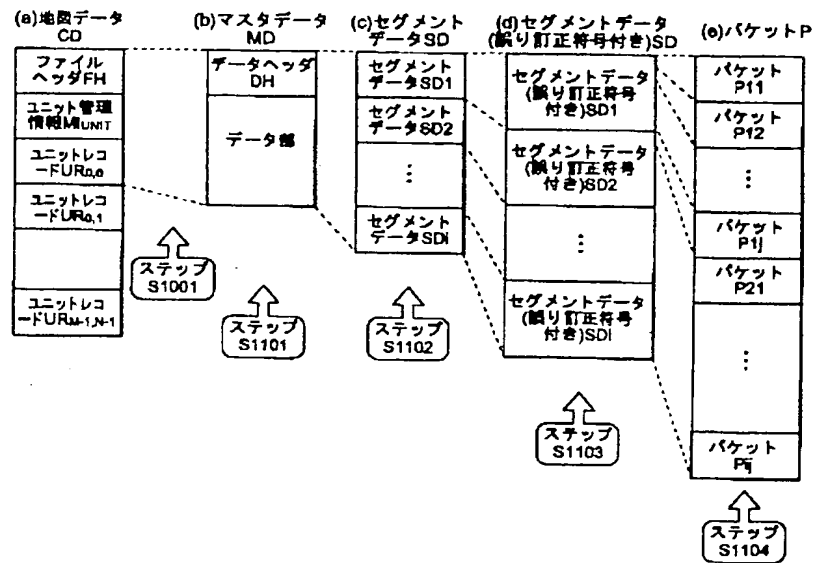 (a)地図データ
CD
ファイル
ヘッダFH
ユニット管理
情報MIUNIT
ユニットレコ
ードUR0,0
ユニットレコ
ードUR0,1
ユニットレコ
ードURM-1,N-1
ステップ
S1001
(b)マスタデータ
MD
データヘッダ
DH
データ部
ステップ
S1101
(c)セグメント
データSD
セグメント
データSD1
セグメント
データSD2
⋮
セグメント
データSDi
ステップ
S1102
(d)セグメントデータ
(誤り訂正符号付き)SD
セグメントデータ
(誤り訂正符号
付き)SD1
セグメントデータ
(誤り訂正符号
付き)SD2
⋮
セグメントデータ
(誤り訂正符号
付き)SDi
ステップ
S1103
(e)パケットP
パケット
P11
パケット
P12
⋮
パケット
P1j
パケット
P21
⋮
パケット
Pij
ステップ
S1104